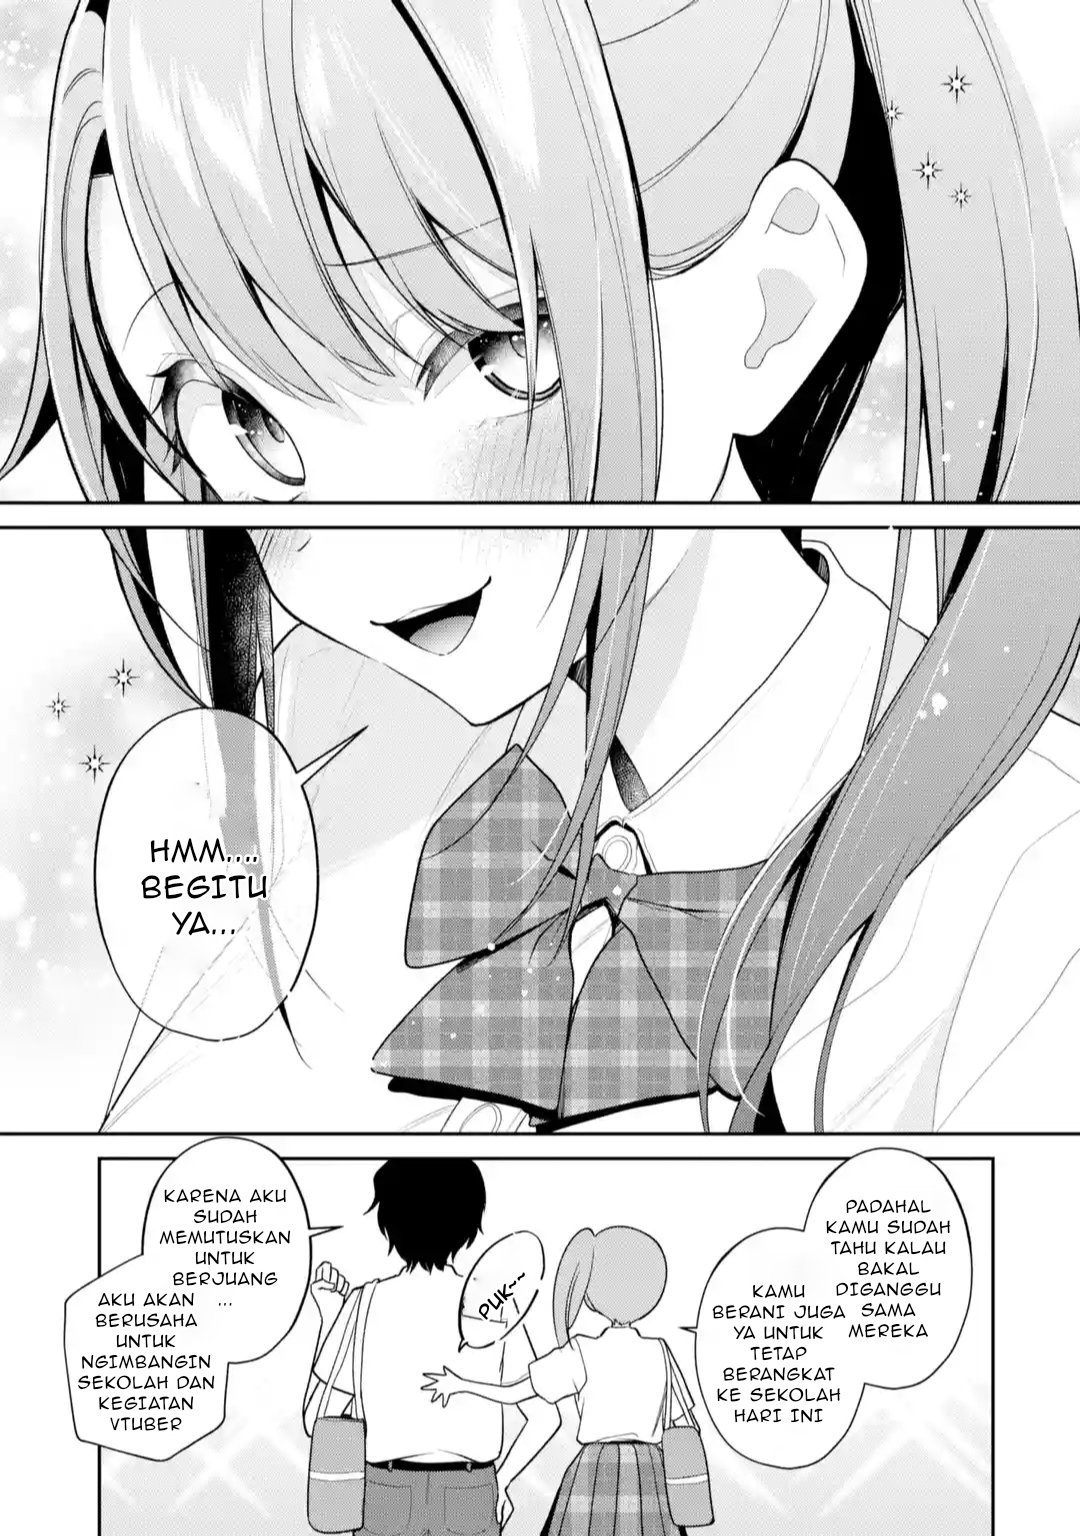 HMM....
BEGITU
YA...
PADAHAL
KAMU SUDAH
TAHU KALAU
BAKAL
DIGANGGU
SAMA
MEREKA
KAMU
BERANI JUGA
YA UNTUK
TETAP
BERANGKAT
KE SEKOLAH
HARI INI
PUK~~
KARENA AKU
SUDAH
MEMUTUSKAN
UNTUK
BERJUANG
...
AKU AKAN
BERUSAHA
UNTUK
NGIMBANGIN
SEKOLAH DAN
KEGIATAN
VTUBER